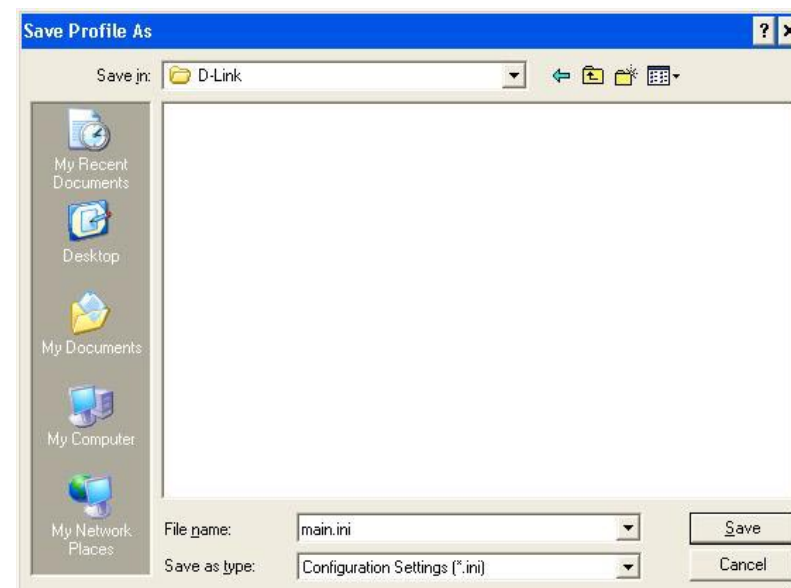 Save Profile As
?
Save in:
D-Link
My Recent
Documents
Desktop
My Documents
My Computer
My Network
Places
File name:
main.ini
Save
Save as type:
Configuration Settings (*.ini)
Cancel